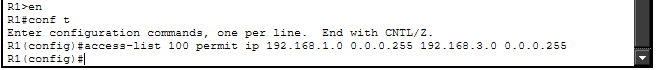 R1>en
R1#conf t
Enter configuration commands, one per line.  End with CNTL/Z.
R1(config)#access-list 100 permit ip 192.168.1.0 0.0.0.255 192.168.3.0 0.0.0.255
R1(config)#